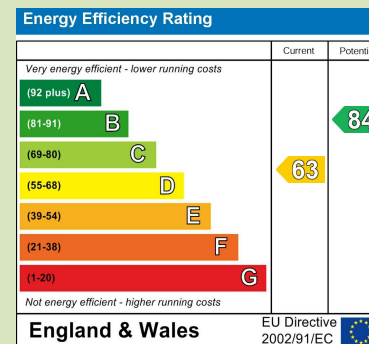 Energy Efficiency Rating
Current Potenti
Very energy efficient - lower running costs
(92 plus) A
(81-91) B
84
(69-80) C
63
(55-68) D
(39-54) E
(21-38) F
(1-20) G
Not energy efficient - higher running costs
England & Wales
EU Directive
2002/91/EC